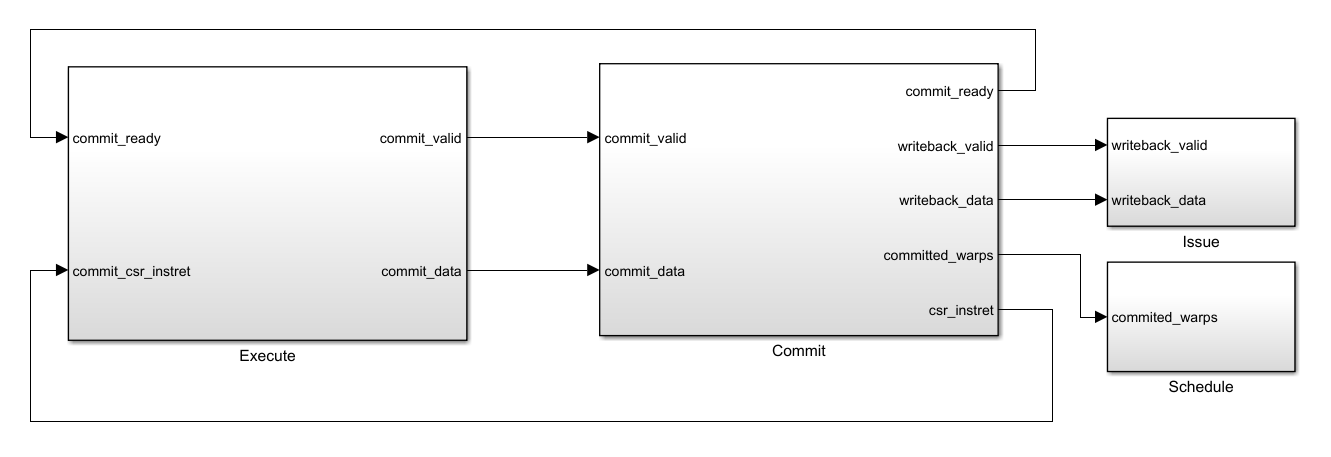 commit_ready
commit_valid
commit_csr_instret
commit_data
Execute
commit_valid
commit_data
commit_ready
writeback_valid
writeback_data
committed_warps
csr_instret
Commit
writeback_valid
writeback_data
Issue
commited_warps
Schedule